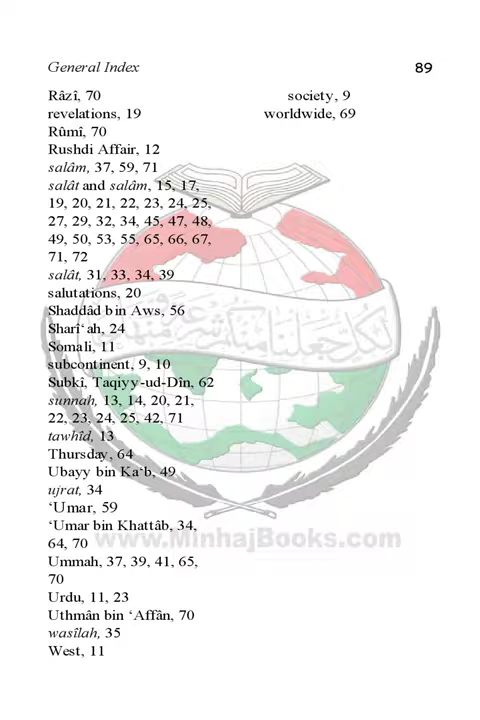 General Index 89
Râzî, 70
revelations, 19
Rûmî, 70
Rushdi Affair, 12
salâm, 37, 59, 71
salât and salâm, 15, 17,
19, 20, 21, 22, 23, 24, 25,
27, 29, 32, 34, 45, 47, 48,
49, 50, 53, 55, 65, 66, 67,
71, 72
salât, 31, 33, 34, 39
salutations, 20
Shaddâd bin Aws, 56
Sharî‘ah, 24
Somali, 11
subcontinent, 9, 10
Subkî, Taqiyy-ud-Dîn, 62
sunnah, 13, 14, 20, 21,
22, 23, 24, 25, 42, 71
tawhîd, 13
Thursday, 64
Ubayy bin Ka‘b, 49
ujrat, 34
‘Umar, 59
‘Umar bin Khattâb, 34,
64, 70
Ummah, 37, 39, 41, 65,
70
Urdu, 11, 23
Uthmân bin ‘Affân, 70
wasîlah, 35
West, 11
society, 9
worldwide, 69
لكل جعلنا منكم شرعة ومنهاجا
www.MinhajBooks.com